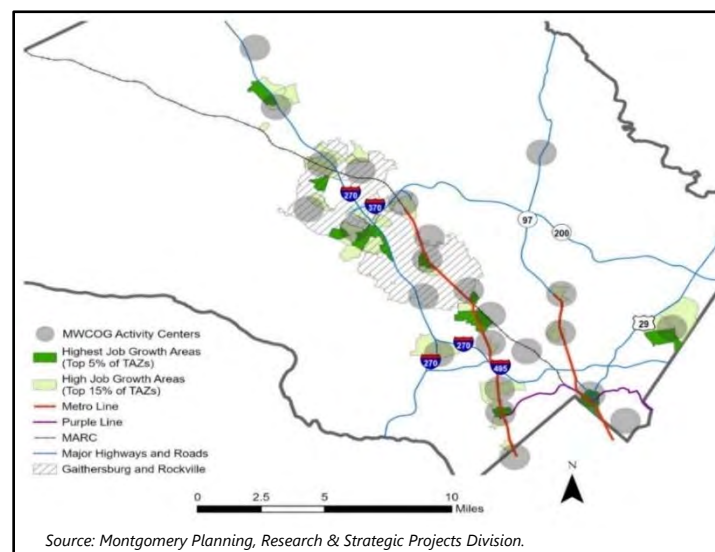 270
370
97
200
29
270
270
495
MWCOG Activity Centers
Highest Job Growth Areas
(Top 5% of TAZs)
High Job Growth Areas
(Top 15% of TAZs)
Metro Line
Purple Line
MARC
Major Highways and Roads
Gaithersburg and Rockville
N
0 2.5 5 10
Miles
Source: Montgomery Planning, Research & Strategic Projects Division.